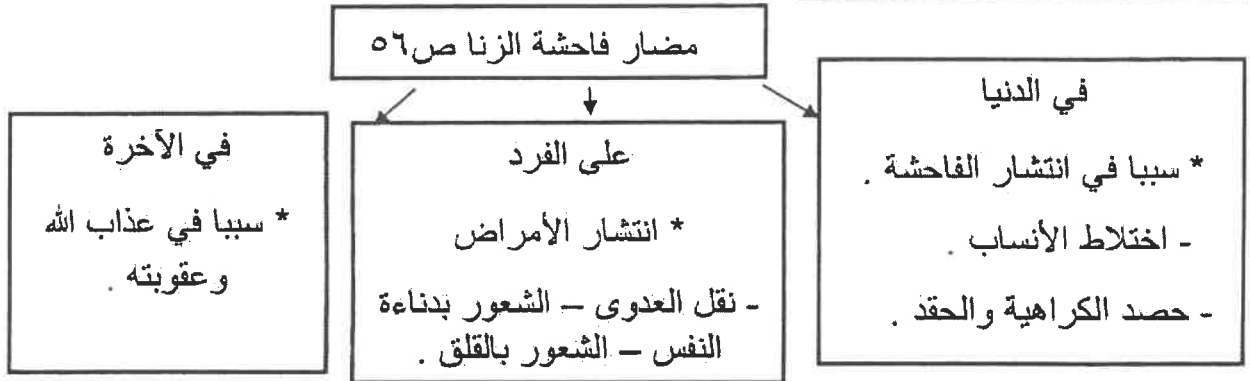 مضار فاحشة الزنا ص٥٦
في الدنيا
* سببا في انتشار الفاحشة .
- اختلاط الأنساب .
- حصد الكراهية والحقد .
على الفرد
* انتشار الأمراض
- نقل العدوى – الشعور بدناءة
النفس – الشعور بالقلق .
في الآخرة
* سببا في عذاب الله
وعقوبته .